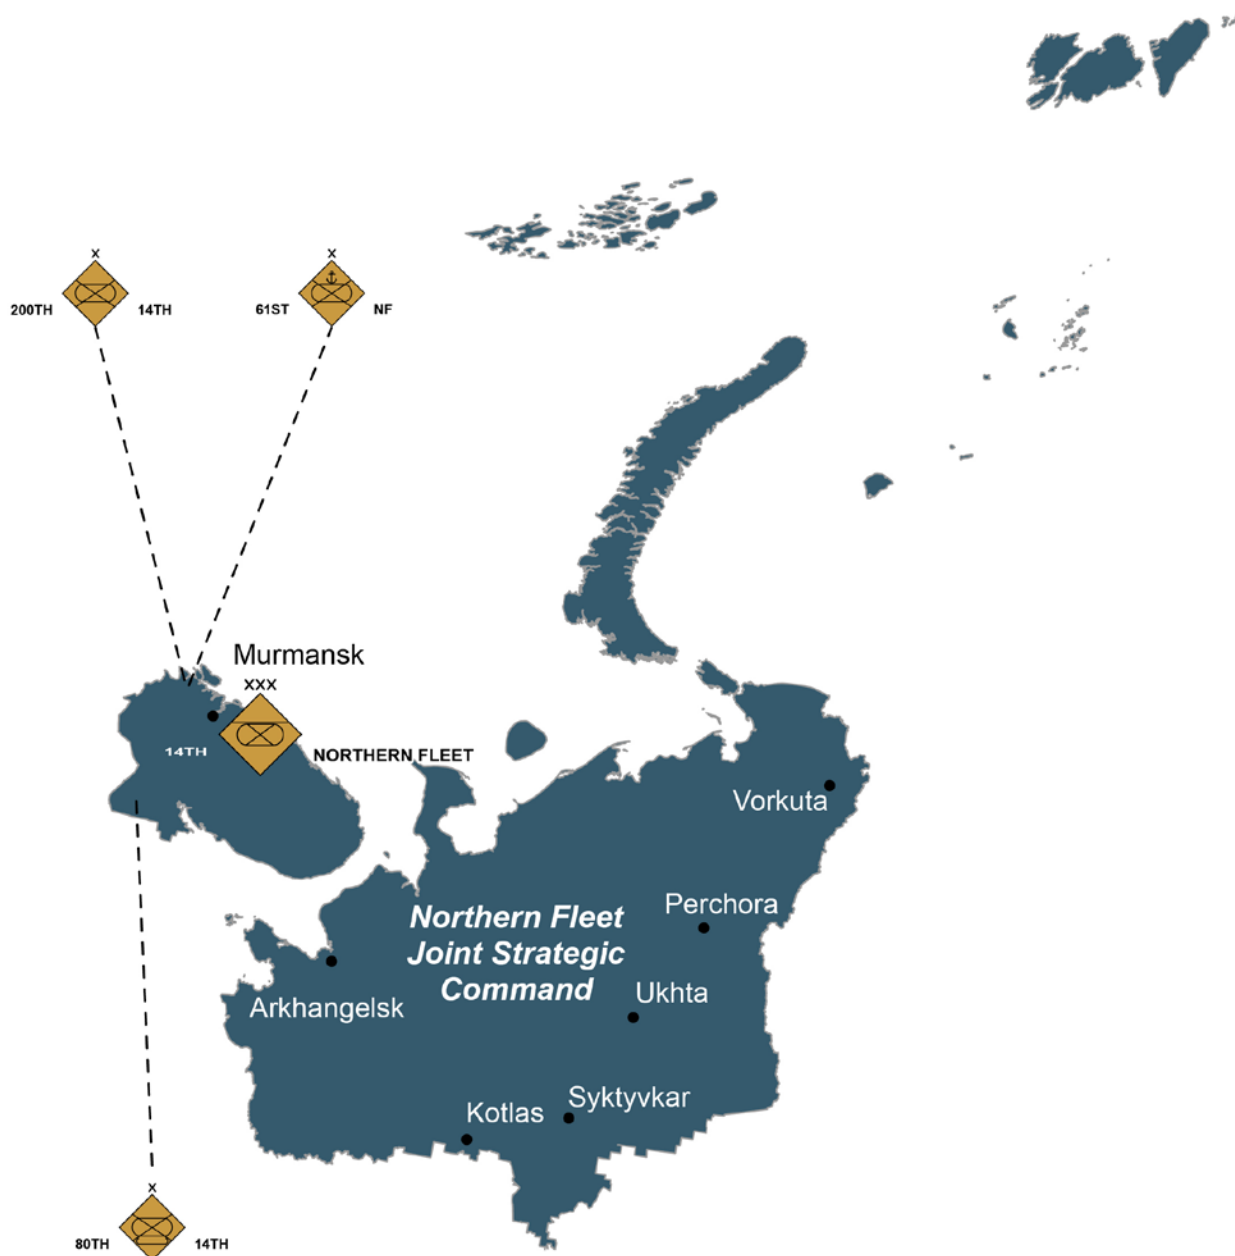 X
200TH
14TH
X
61ST
NF
Murmansk
XXX
14TH
NORTHERN FLEET
Vorkuta
Perchora
Northern Fleet
Joint Strategic
Command
Ukhta
Arkhangelsk
Syktyvkar
Kotlas
X
80TH
14TH